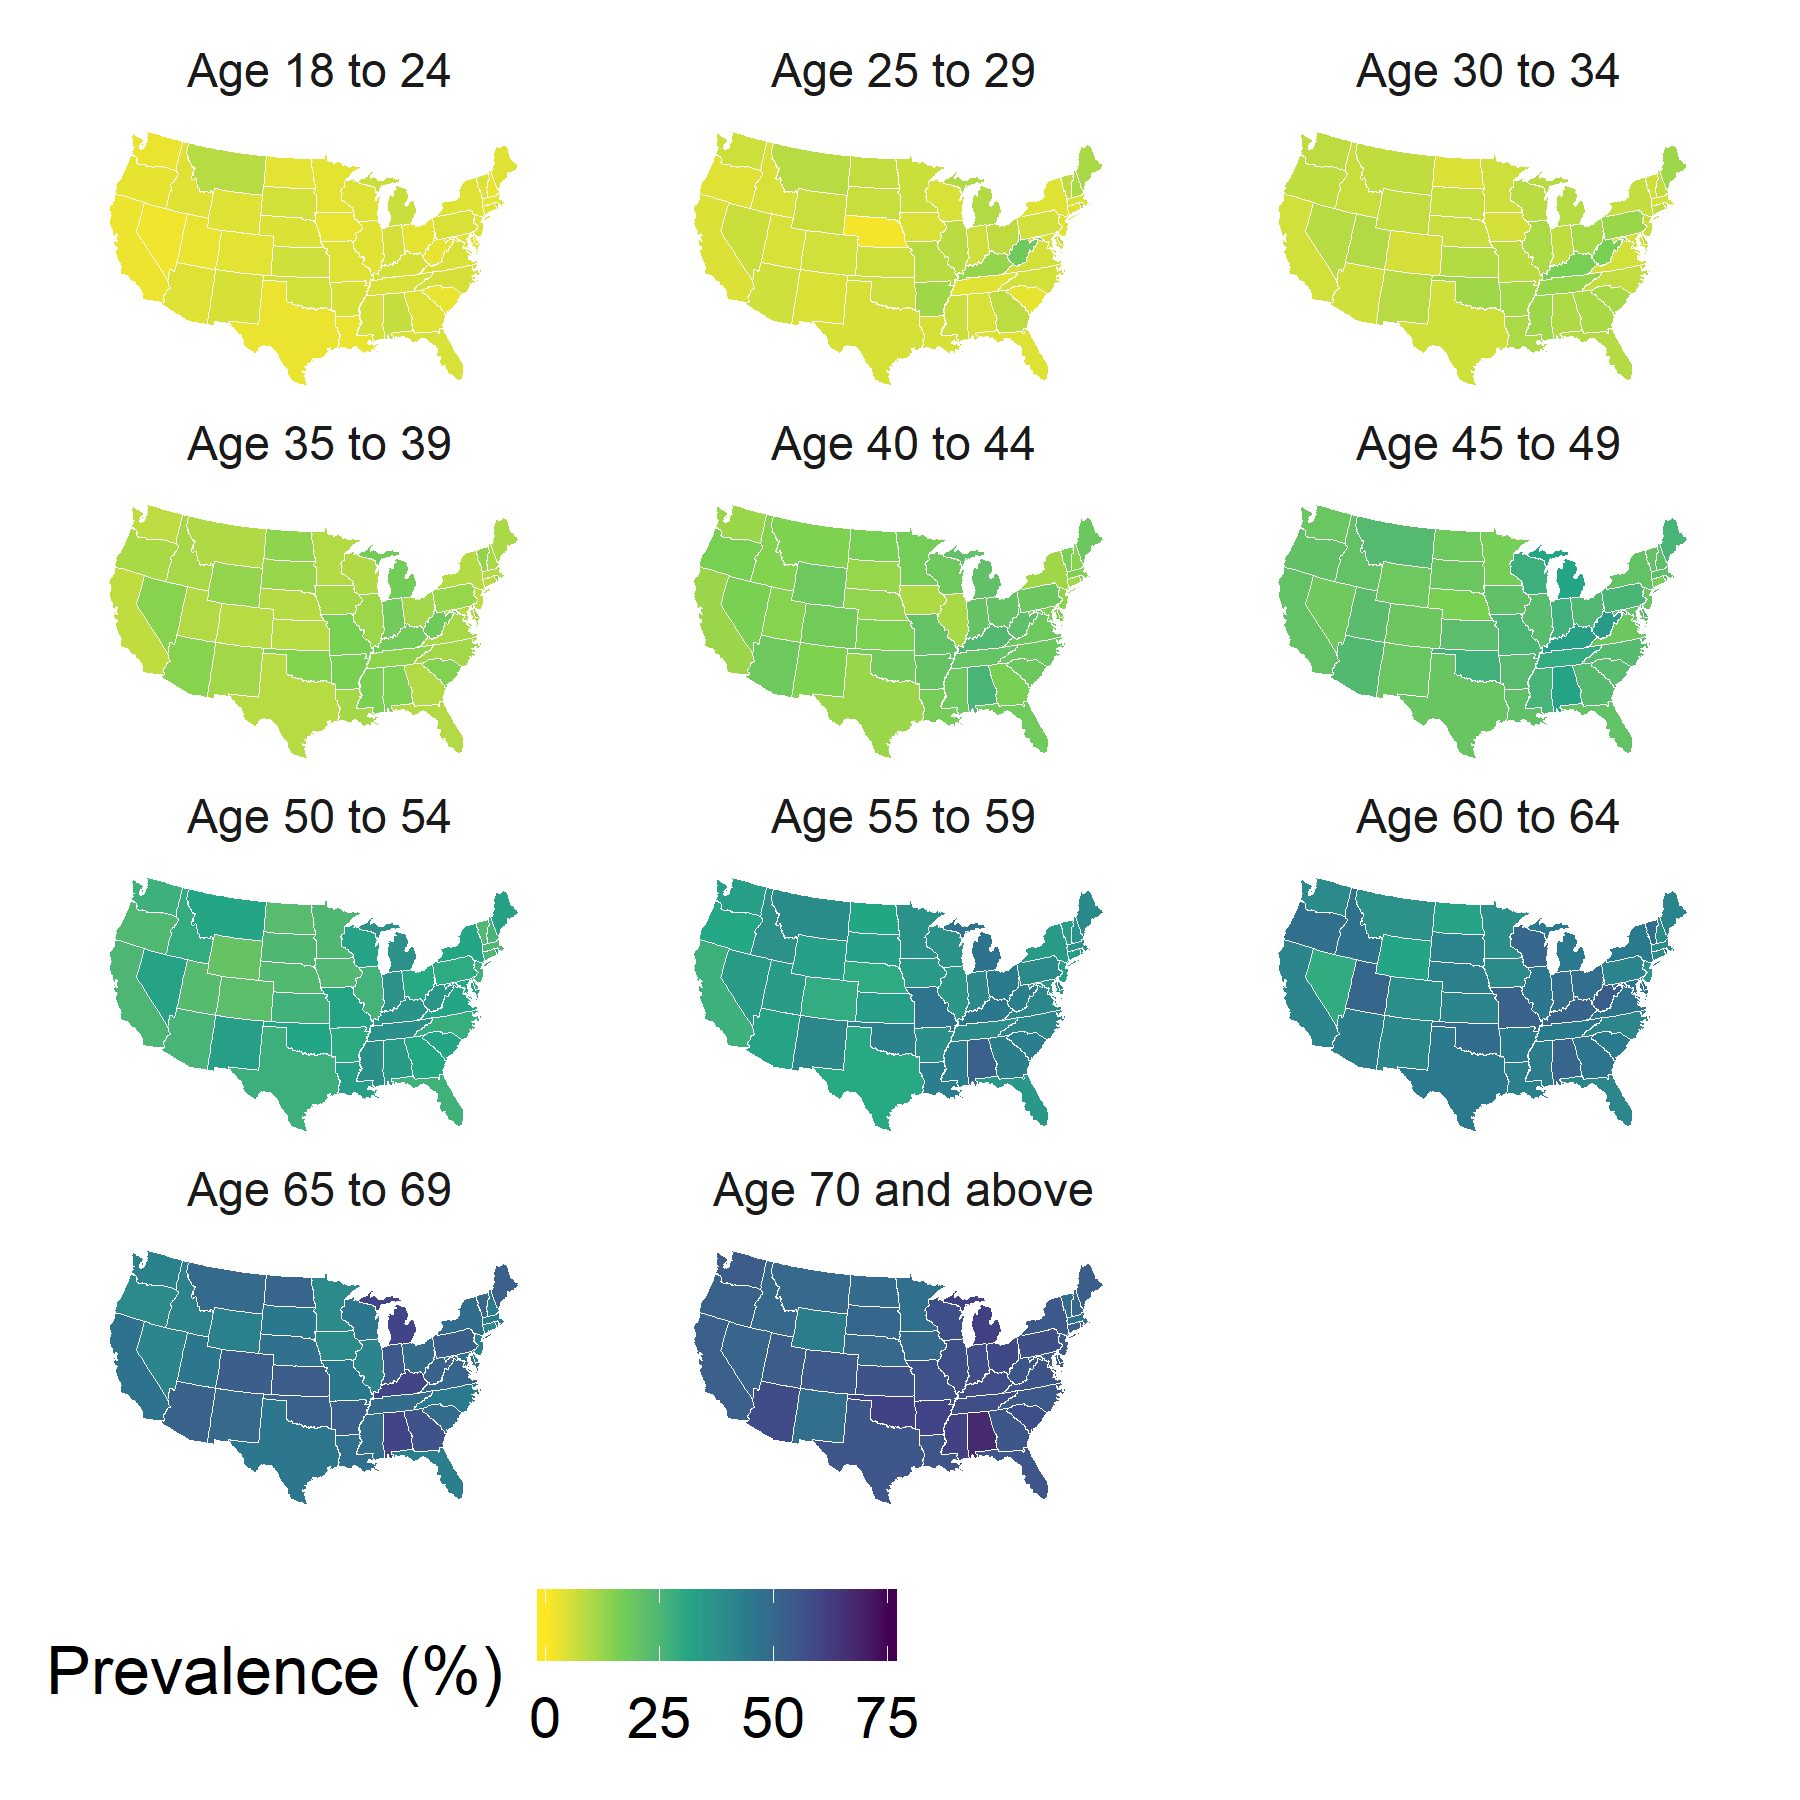 Age 18 to 24
Age 25 to 29
Age 30 to 34
Age 35 to 39
Age 40 to 44
Age 45 to 49
Age 50 to 54
Age 55 to 59
Age 60 to 64
Age 65 to 69
Age 70 and above
Prevalence (%)
0 25 50 75